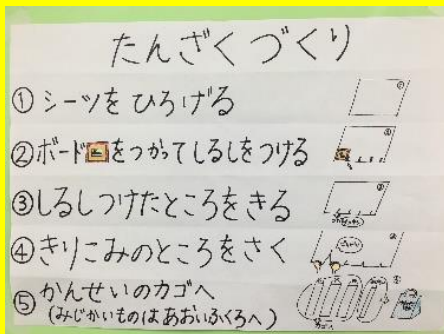 たんざくづくり
①シーツをひろげる
②ボードをつかってしるしをつける
③しるしつけたところをきる
④きりこみのところをさく
⑤かんせいのカゴへ
(みじかいものはあおいふくろへ)